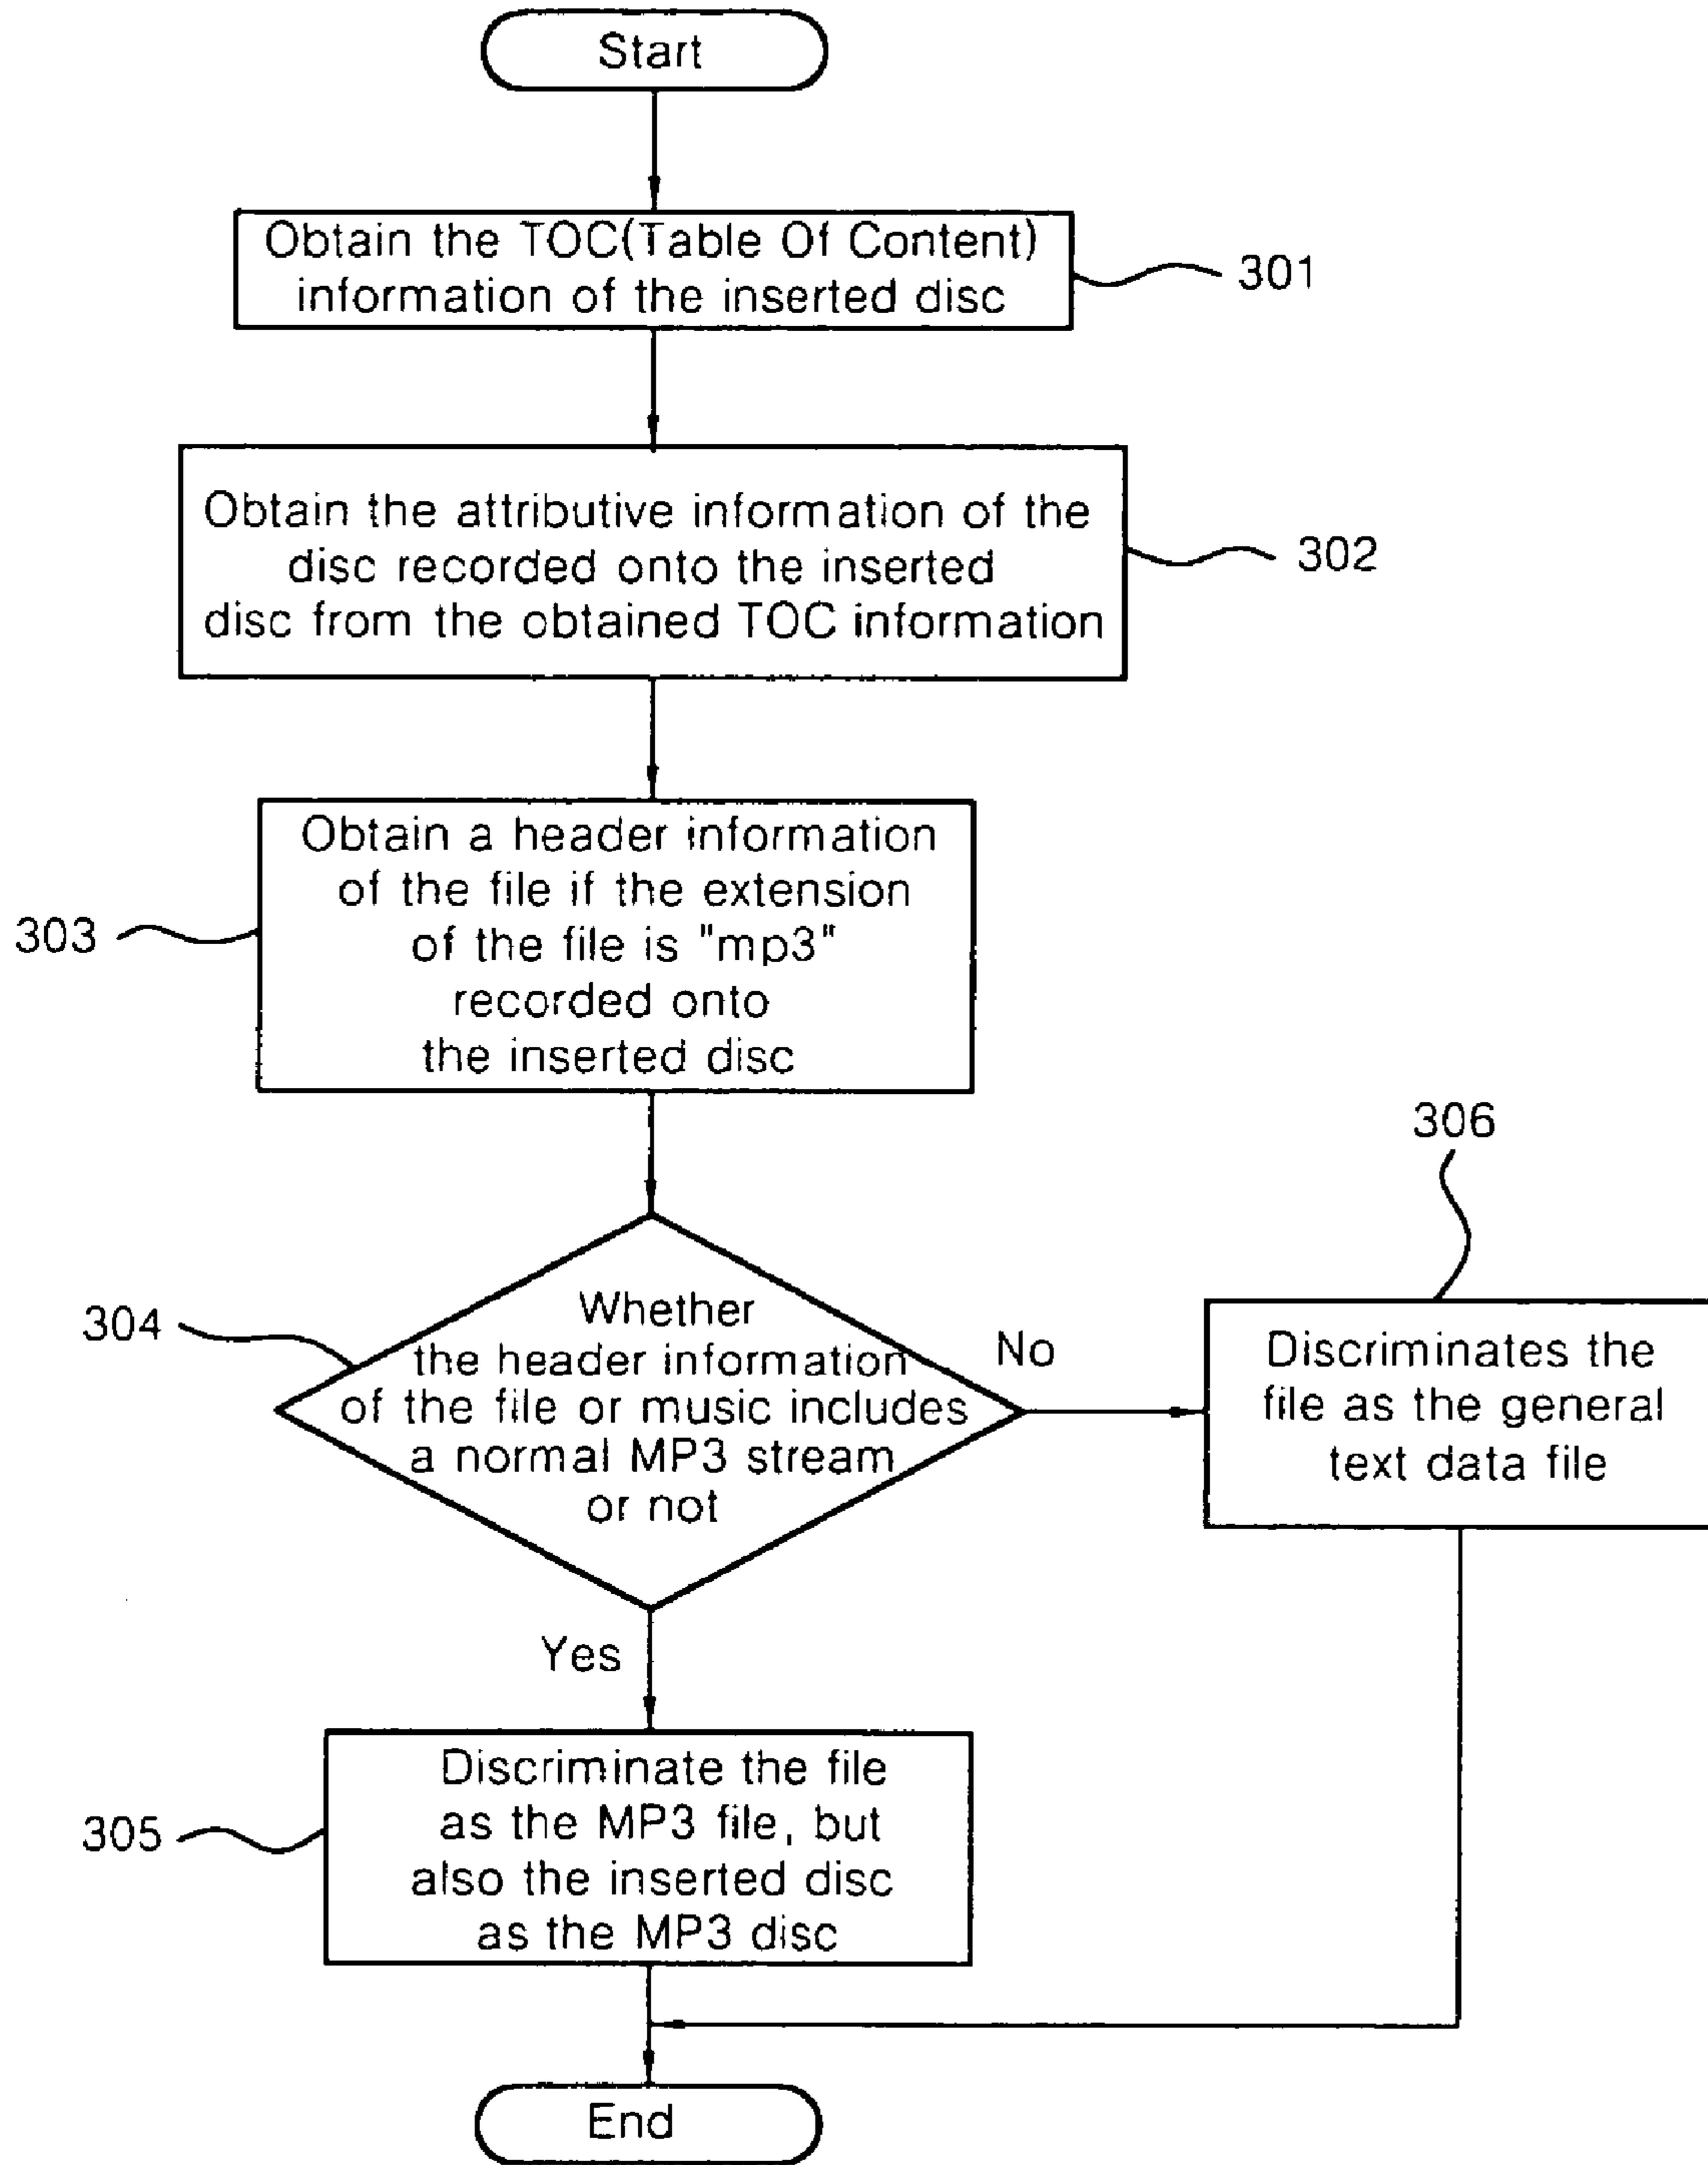 Start
Obtain the TOC(Table Of Content)
information of the inserted disc
301
Obtain the attributive information of the
disc recorded onto the inserted
disc from the obtained TOC information
302
Obtain a header information
of the file if the extension
of the file is "mp3"
recorded onto
the inserted disc
303
306
Whether
the header information
of the file or music includes
a normal MP3 stream
or not
304
No
Discriminates the
file as the general
text data file
Yes
Discriminate the file
as the MP3 file, but
also the inserted disc
as the MP3 disc
305
End